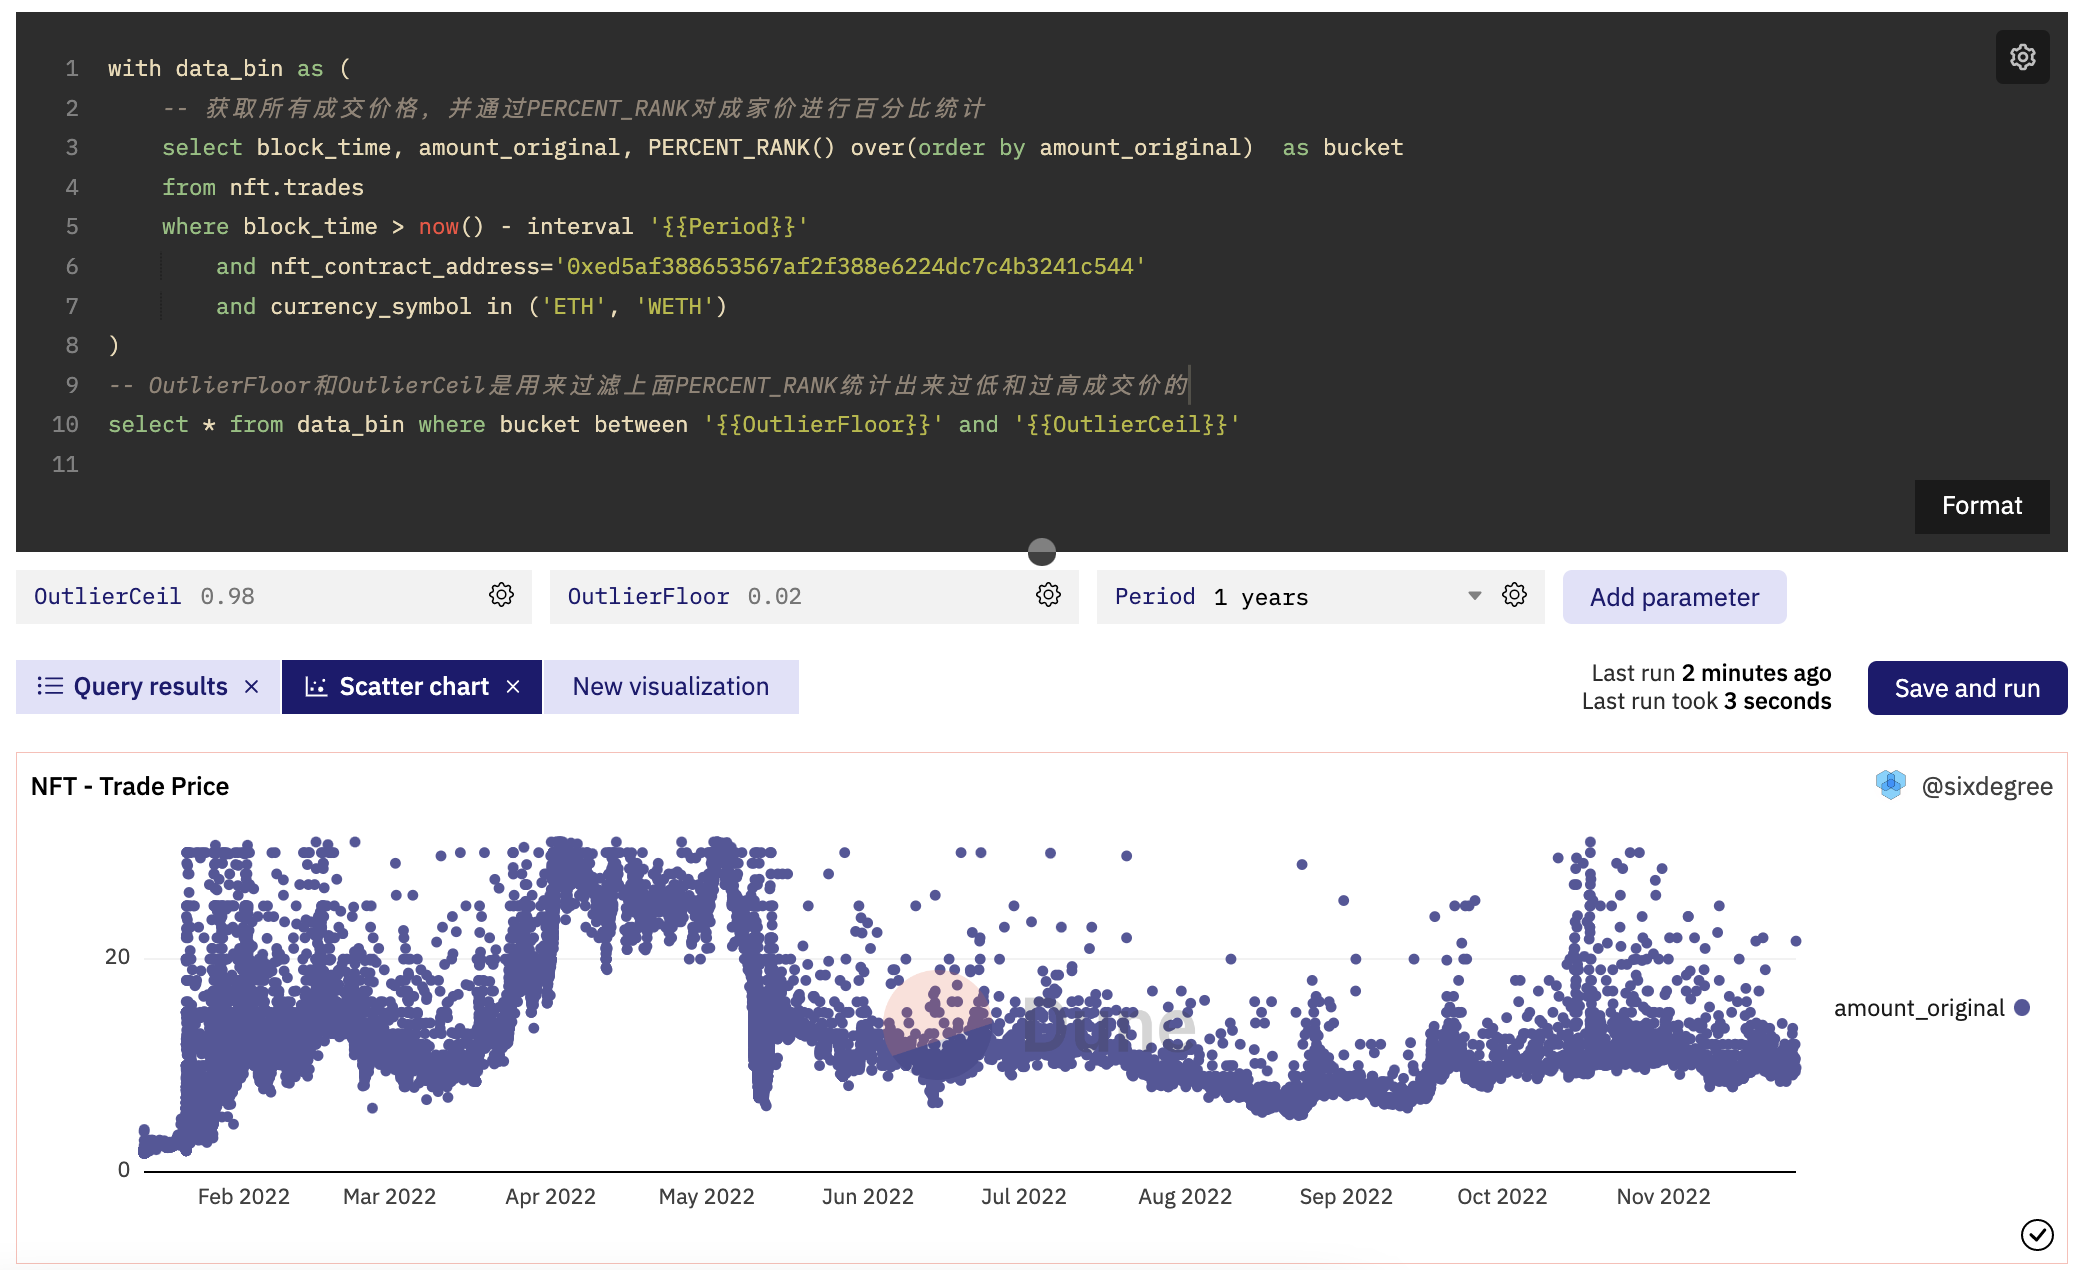 1 with data_bin as (
2 -- 获取所有成交价格，并通过PERCENT_RANK对成家价进行百分比统计
3 select block_time, amount_original, PERCENT_RANK() over(order by amount_original)  as bucket
4 from nft.trades
5 where block_time > now() - interval '{{Period}}'
6 and nft_contract_address='0xed5af388653567af2f388e6224dc7c4b3241c544'
7 and currency_symbol in ('ETH', 'WETH')
8 )
9 -- OutlierFloor和OutlierCeil是用来过滤上面PERCENT_RANK统计出来过低和过高成交价的
10 select * from data_bin where bucket between '{{OutlierFloor}}' and '{{OutlierCeil}}'
11
Format
OutlierCeil 0.98 OutlierFloor 0.02 Period 1 years Add parameter
Query results × Scatter chart × New visualization
Last run 2 minutes ago
Last run took 3 seconds
Save and run
NFT - Trade Price
@sixdegree
20
Dune
amount_original
0
Feb 2022 Mar 2022 Apr 2022 May 2022 Jun 2022 Jul 2022 Aug 2022 Sep 2022 Oct 2022 Nov 2022